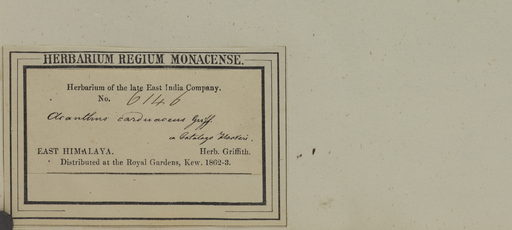 HERBARIUM REGIUM MONACENSE.
Herbarium of the late East India Company.
No. 6146
Acanthus carduaceus Griff.
Hookeri.
EAST HIMALAYA. Herb. Griffith.
Distributed at the Royal Gardens, Kew. 1862-3.